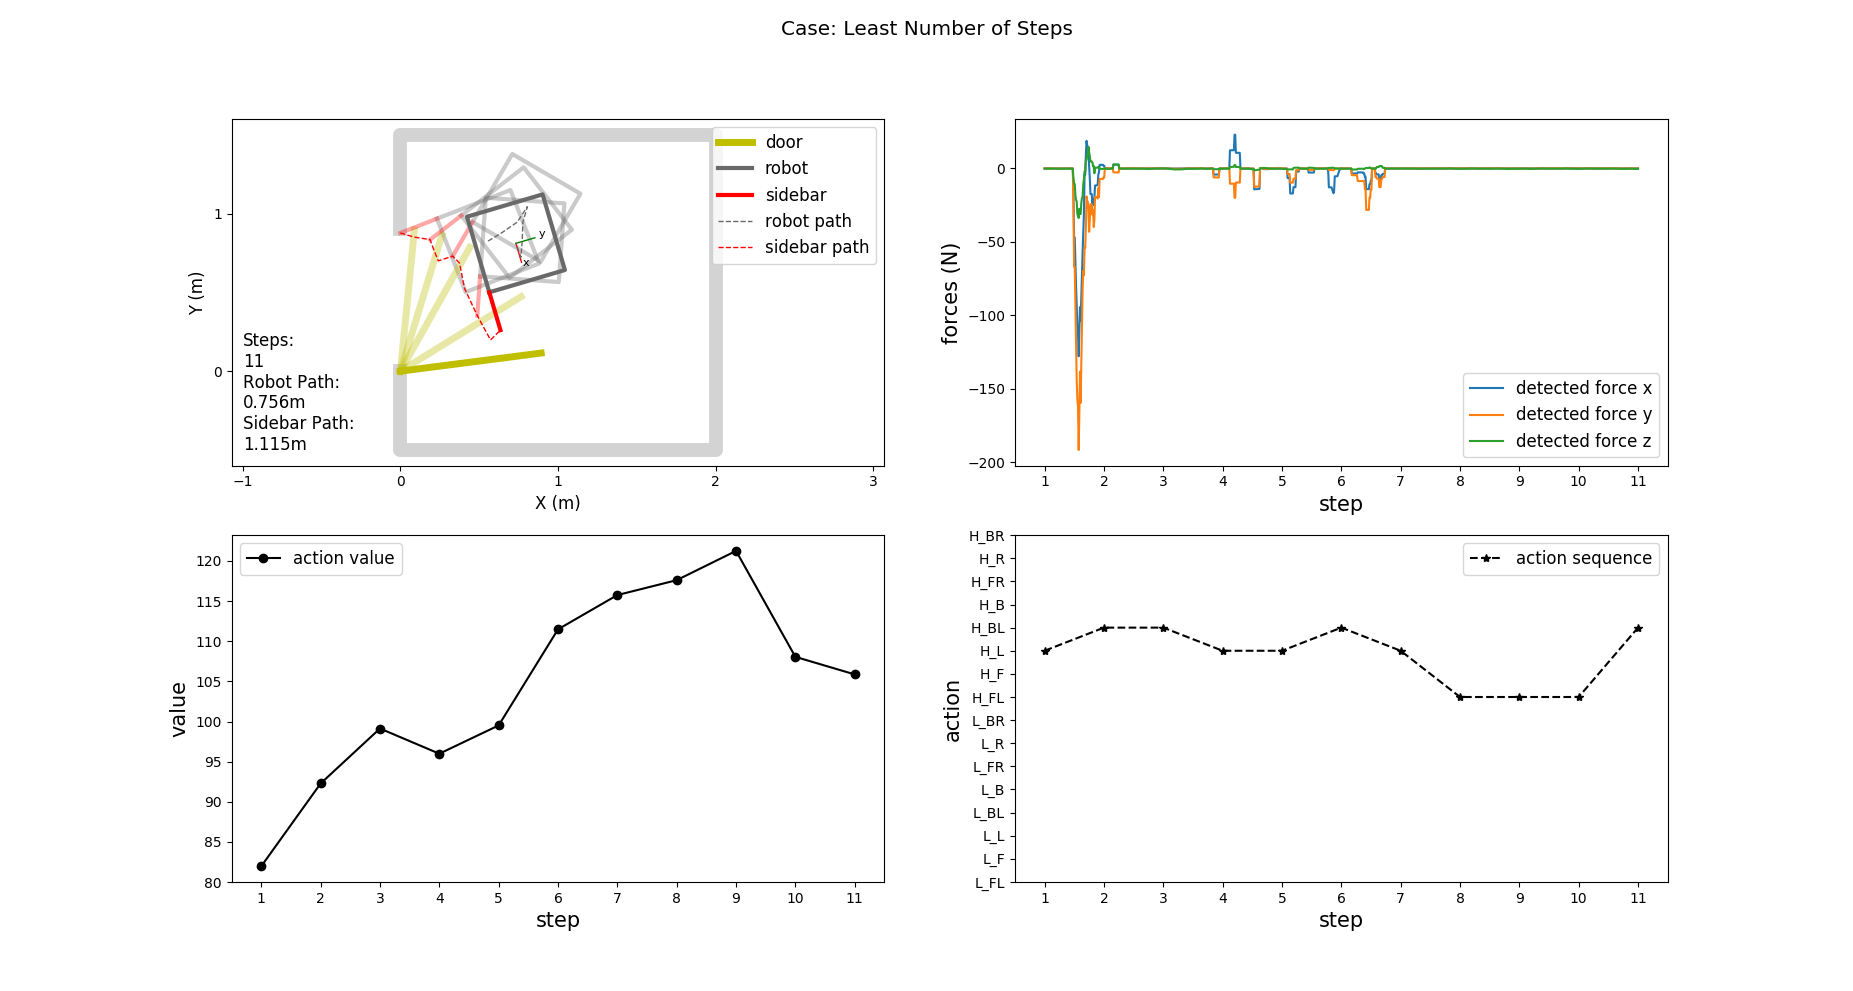 Case: Least Number of Steps
door
robot
sidebar
robot path
sidebar path
y
x
Steps:
11
Robot Path:
0.756m
Sidebar Path:
1.115m
1
0
Y (m)
−1 0 1 2 3
X (m)
detected force x
detected force y
detected force z
0
−50
−100
−150
−200
forces (N)
1 2 3 4 5 6 7 8 9 10 11
step
action value
120
115
110
105
100
95
90
85
80
value
1 2 3 4 5 6 7 8 9 10 11
step
action sequence
H_BR
H_R
H_FR
H_B
H_BL
H_L
H_F
H_FL
L_BR
L_R
L_FR
L_B
L_BL
L_L
L_F
L_FL
action
1 2 3 4 5 6 7 8 9 10 11
step